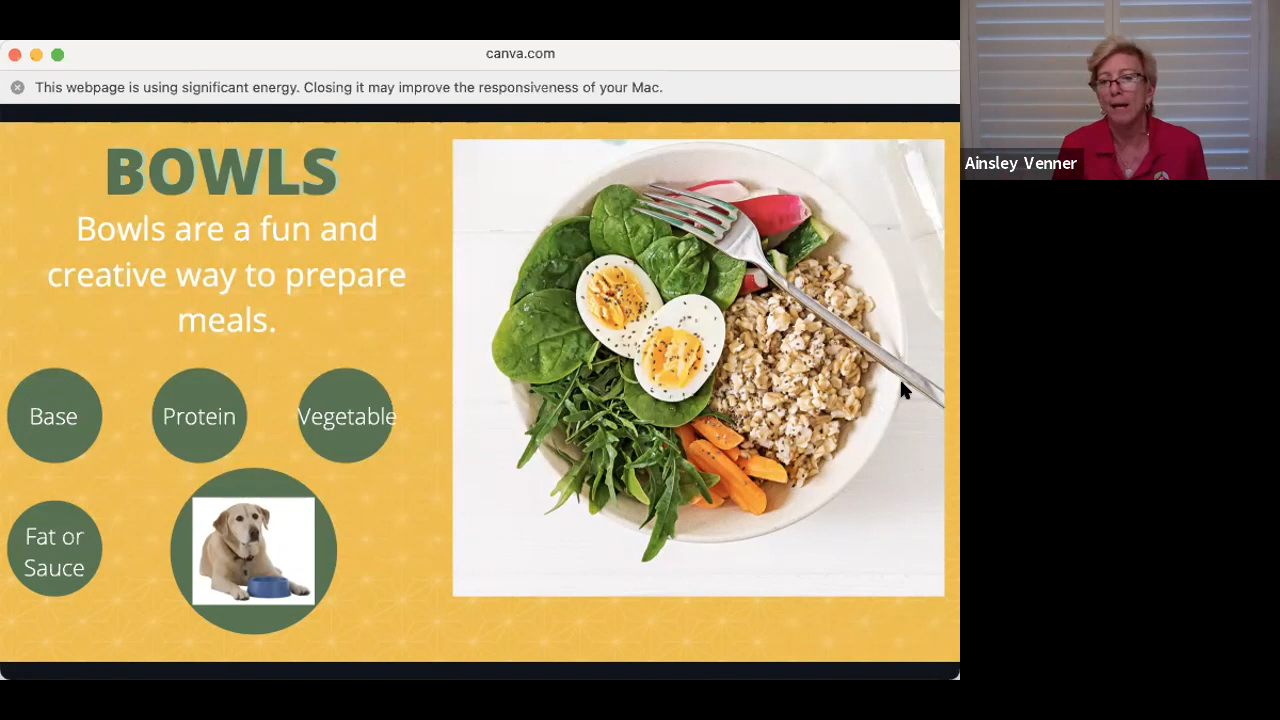 canva.com
This webpage is using significant energy. Closing it may improve the responsiveness of your Mac.
BOWLS
Bowls are a fun and
creative way to prepare
meals.
Base
Protein
Vegetable
Fat or
Sauce
Ainsley Venner